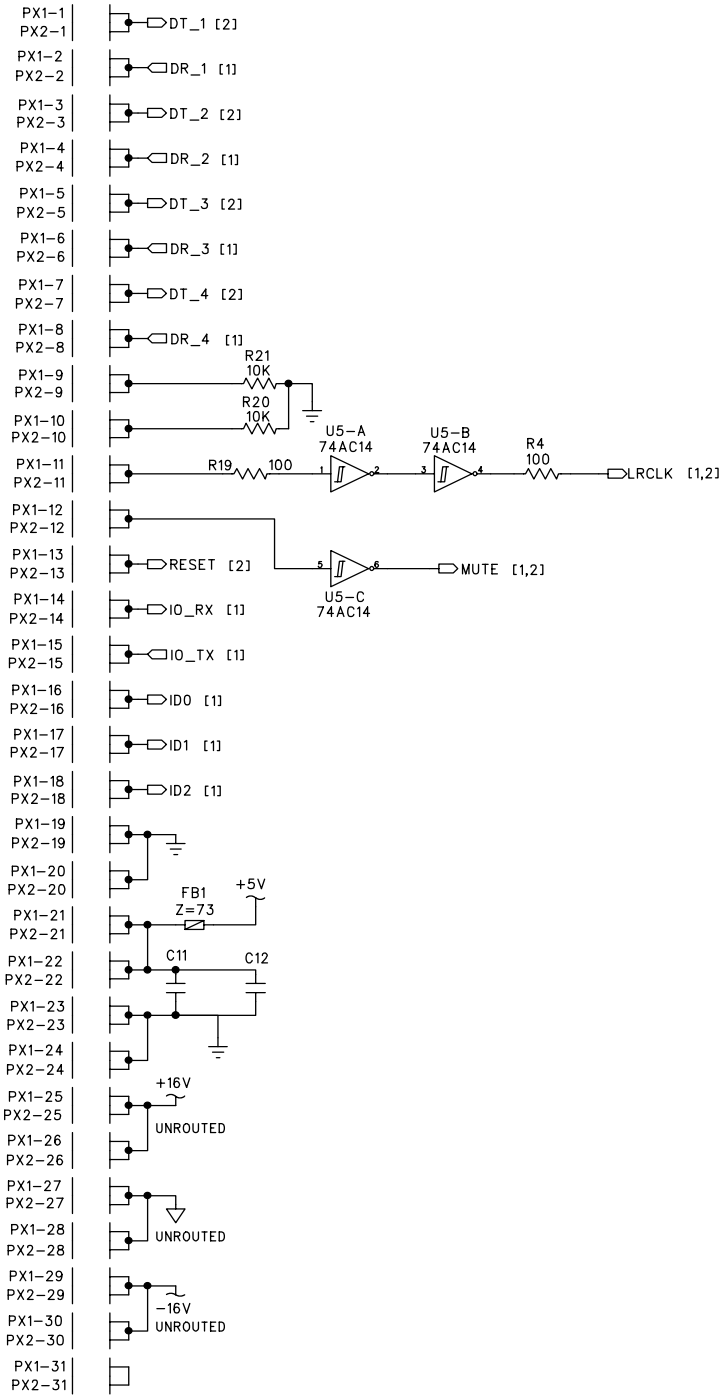 PX1-1
PX2-1
DT_1 [2]
PX1-2
PX2-2
DR_1 [1]
PX1-3
PX2-3
DT_2 [2]
PX1-4
PX2-4
DR_2 [1]
PX1-5
PX2-5
DT_3 [2]
PX1-6
PX2-6
DR_3 [1]
PX1-7
PX2-7
DT_4 [2]
PX1-8
PX2-8
DR_4 [1]
PX1-9
PX2-9
R21
10K
PX1-10
PX2-10
R20
10K
PX1-11
PX2-11
R19 100
U5-A
74AC14
1 2
U5-B
74AC14
3 4
R4
100
LRCLK [1,2]
PX1-12
PX2-12
PX1-13
PX2-13
RESET [2]
5 6
U5-C
74AC14
MUTE [1,2]
PX1-14
PX2-14
IO_RX [1]
PX1-15
PX2-15
IO_TX [1]
PX1-16
PX2-16
ID0 [1]
PX1-17
PX2-17
ID1 [1]
PX1-18
PX2-18
ID2 [1]
PX1-19
PX2-19
PX1-20
PX2-20
PX1-21
PX2-21
FB1
Z=73
+5V
PX1-22
PX2-22
C11
C12
PX1-23
PX2-23
PX1-24
PX2-24
PX1-25
PX2-25
+16V
UNROUTED
PX1-26
PX2-26
PX1-27
PX2-27
UNROUTED
PX1-28
PX2-28
PX1-29
PX2-29
-16V
UNROUTED
PX1-30
PX2-30
PX1-31
PX2-31